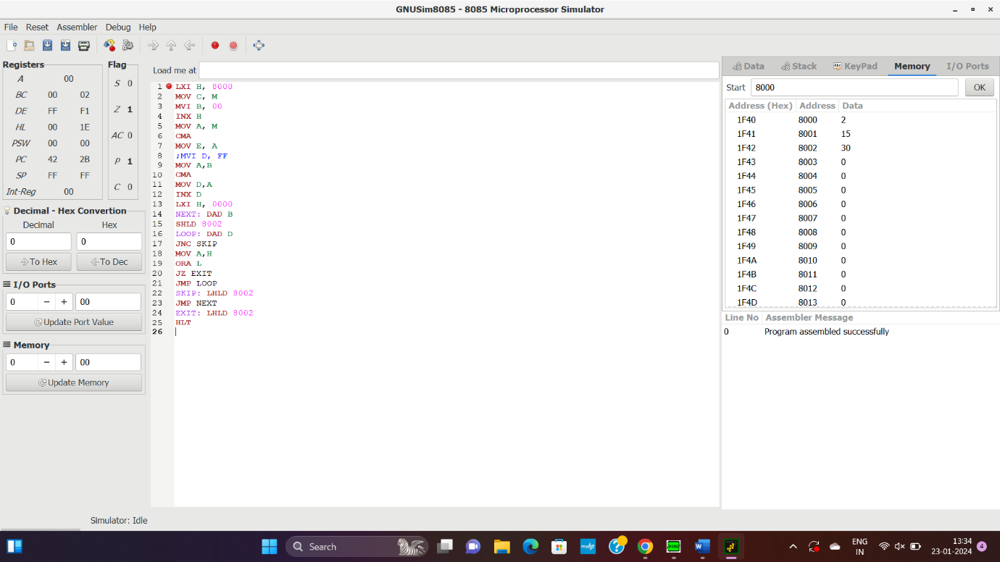 GNUSim8085 - 8085 Microprocessor Simulator
File Reset Assembler Debug Help
Registers
A 00
BC 00 02
DE FF F1
HL 00 1E
PSW 00 00
PC 42 2B
SP FF FF
Int-Reg 00
Flag
S 0
Z 1
AC 0
P 1
C 0
Decimal - Hex Convertion
Decimal Hex
0 0
To Hex To Dec
I/O Ports
0 − + 00
Update Port Value
Memory
0 − + 00
Update Memory
Load me at
1 LXI H, 8000
2 MOV C, M
3 MVI B, 00
4 INX H
5 MOV A, M
6 CMA
7 MOV E, A
8 ;MVI D, FF
9 MOV A,B
10 CMA
11 MOV D,A
12 INX D
13 LXI H, 0000
14 NEXT: DAD B
15 SHLD 8002
16 LOOP: DAD D
17 JNC SKIP
18 MOV A,H
19 ORA L
20 JZ EXIT
21 JMP LOOP
22 SKIP: LHLD 8002
23 JMP NEXT
24 EXIT: LHLD 8002
25 HLT
26
Data Stack KeyPad Memory I/O Ports
Start 8000 OK
Address (Hex) Address Data
1F40 8000 2
1F41 8001 15
1F42 8002 30
1F43 8003 0
1F44 8004 0
1F45 8005 0
1F46 8006 0
1F47 8007 0
1F48 8008 0
1F49 8009 0
1F4A 8010 0
1F4B 8011 0
1F4C 8012 0
1F4D 8013 0
Line No Assembler Message
0 Program assembled successfully
Simulator: Idle
Search
ENG
IN
13:34
23-01-2024
4